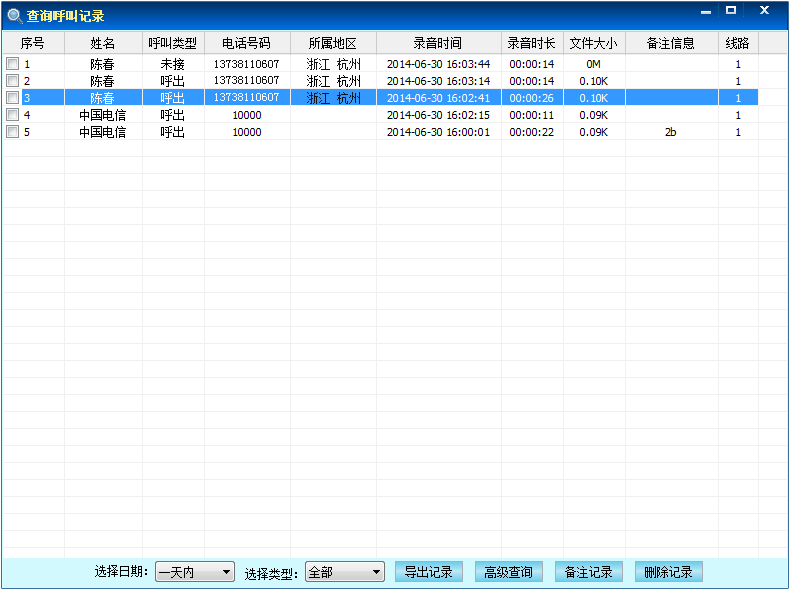 查询呼叫记录
序号 姓名 呼叫类型 电话号码 所属地区 录音时间 录音时长 文件大小 备注信息 线路
1 陈春 未接 13738110607 浙江 杭州 2014-06-30 16:03:44 00:00:14 0M 1
2 陈春 呼出 13738110607 浙江 杭州 2014-06-30 16:03:14 00:00:14 0.10K 1
3 陈春 呼出 13738110607 浙江 杭州 2014-06-30 16:02:41 00:00:26 0.10K 1
4 中国电信 呼出 10000 2014-06-30 16:02:15 00:00:11 0.09K 1
5 中国电信 呼出 10000 2014-06-30 16:00:01 00:00:22 0.09K 2b 1
选择日期: 一天内 选择类型: 全部 导出记录 高级查询 备注记录 删除记录